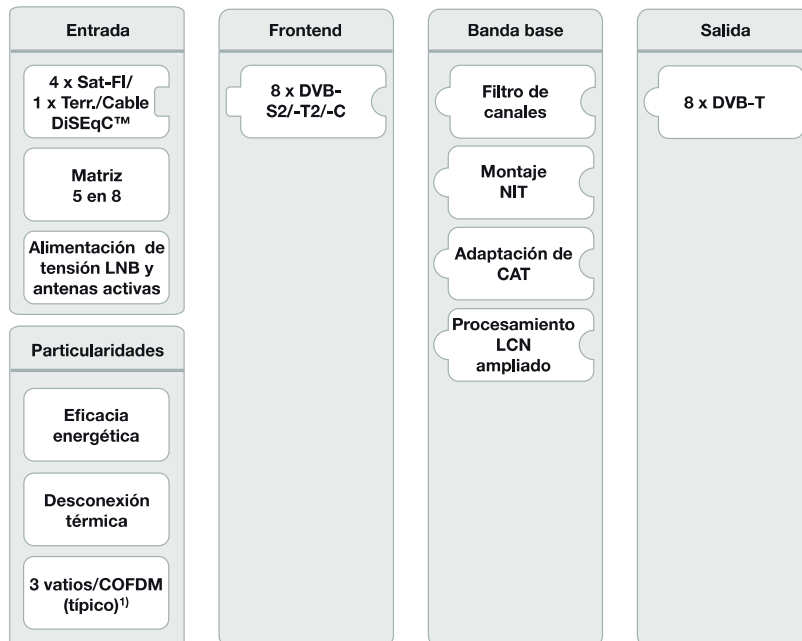 Entrada
4 x Sat-FI/
1 x Terr./Cable
DiSEqC™
Matriz
5 en 8
Alimentación de
tensión LNB y
antenas activas
Particularidades
Eficacia
energética
Desconexión
térmica
3 vatios/COFDM
(típico)1)
Frontend
8 x DVB-
S2/-T2/-C
Banda base
Filtro de
canales
Montaje
NIT
Adaptación de
CAT
Procesamiento
LCN
ampliado
Salida
8 x DVB-T